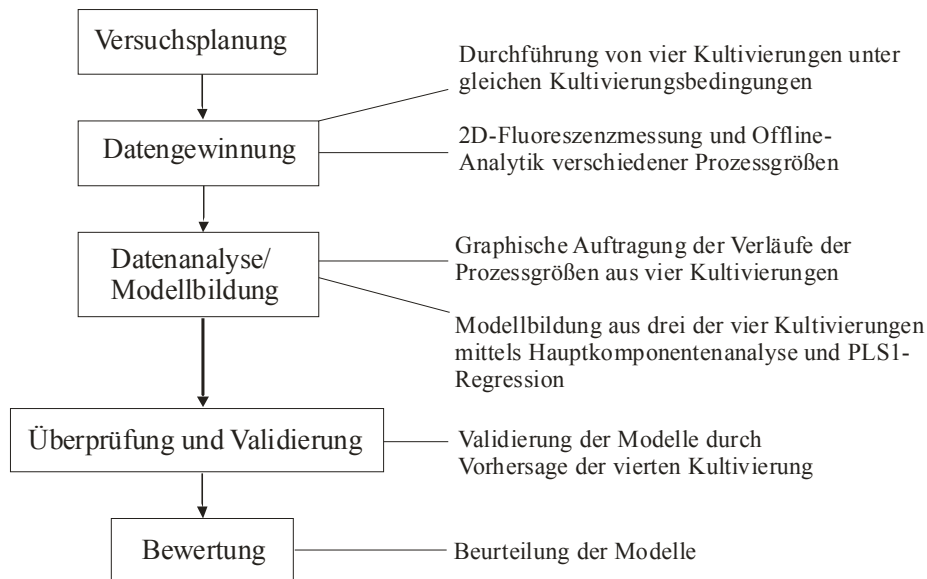 Versuchsplanung
Durchführung von vier Kultivierungen unter
gleichen Kultivierungsbedingungen
Datengewinnung
2D-Fluoreszenzmessung und Offline-
Analytik verschiedener Prozessgrößen
Datenanalyse/
Modellbildung
Graphische Auftragung der Verläufe der
Prozessgrößen aus vier Kultivierungen
Modellbildung aus drei der vier Kultivierungen
mittels Hauptkomponentenanalyse und PLS1-
Regression
Überprüfung und Validierung
Validierung der Modelle durch
Vorhersage der vierten Kultivierung
Bewertung
Beurteilung der Modelle